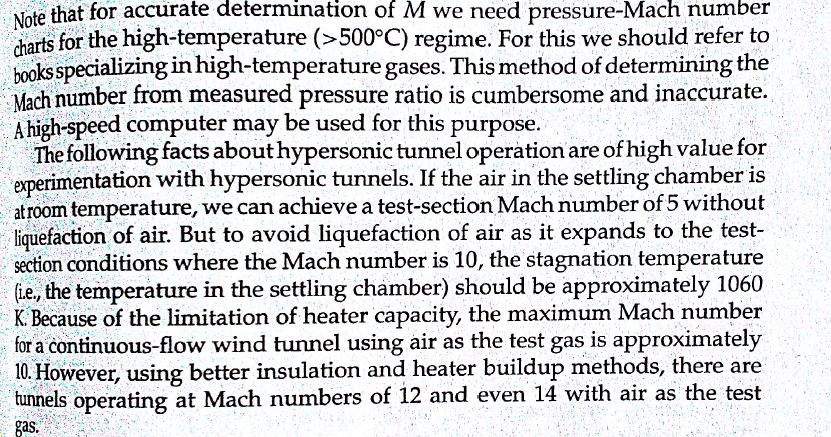 Note that for accurate determination of M we need pressure-Mach number
charts for the high-temperature (>500°C) regime. For this we should refer to
books specializing in high-temperature gases. This method of determining the
Mach number from measured pressure ratio is cumbersome and inaccurate.
A high-speed computer may be used for this purpose.
The following facts about hypersonic tunnel operation are of high value for
experimentation with hypersonic tunnels. If the air in the settling chamber is
at room temperature, we can achieve a test-section Mach number of 5 without
liquefaction of air. But to avoid liquefaction of air as it expands to the test-
section conditions where the Mach number is 10, the stagnation temperature
(i.e., the temperature in the settling chamber) should be approximately 1060
K. Because of the limitation of heater capacity, the maximum Mach number
for a continuous-flow wind tunnel using air as the test gas is approximately
10. However, using better insulation and heater buildup methods, there are
tunnels operating at Mach numbers of 12 and even 14 with air as the test
gas.